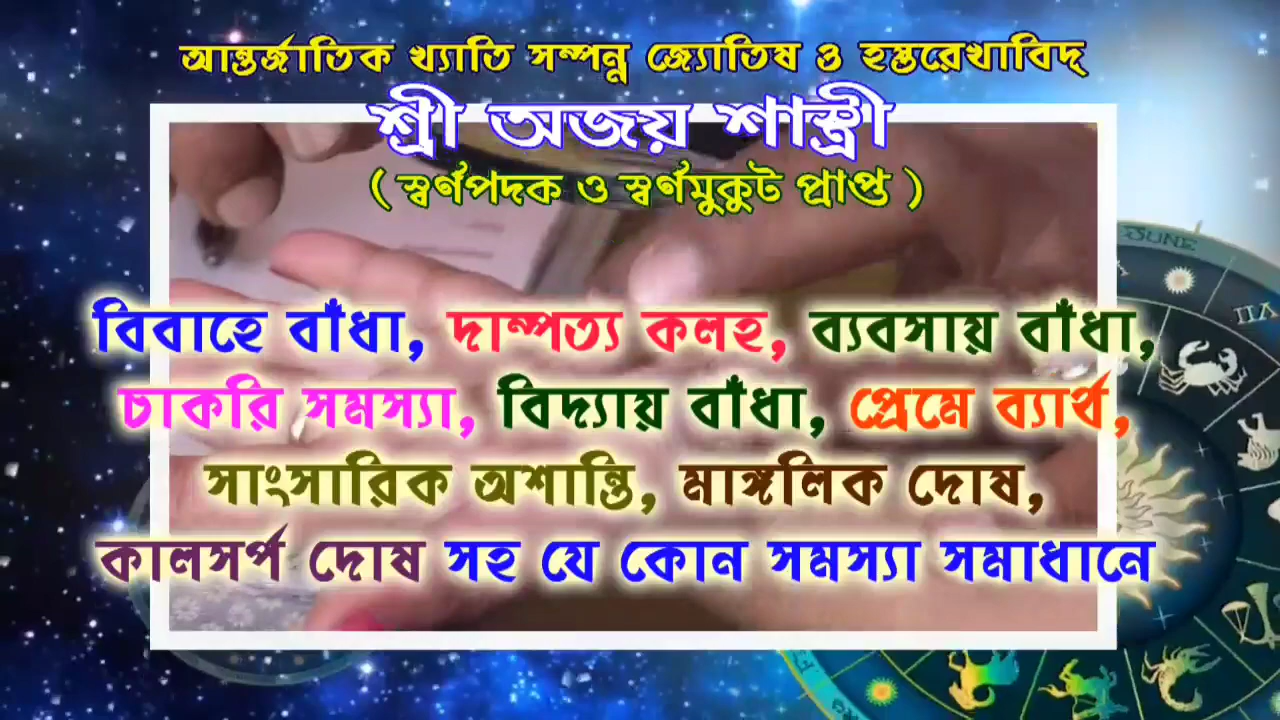 আন্তর্জাতিক খ্যাতি সম্পন্ন জ্যোতিষ ও হস্তরেখাবিদ্
শ্রী অজয় শাস্ত্রী
( স্বর্ণপদক ও স্বর্ণমুকুট প্রাপ্ত )
JUNE
বিবাহে বাঁধা, দাম্পত্য কলহ, ব্যবসায় বাঁধা,
চাকরি সমস্যা, বিদ্যায় বাঁধা, প্রেমে ব্যার্থ,
সাংসারিক অশান্তি, মাঙ্গলিক দোষ,
কালসর্প দোষ সহ যে কোন সমস্যা সমাধানে